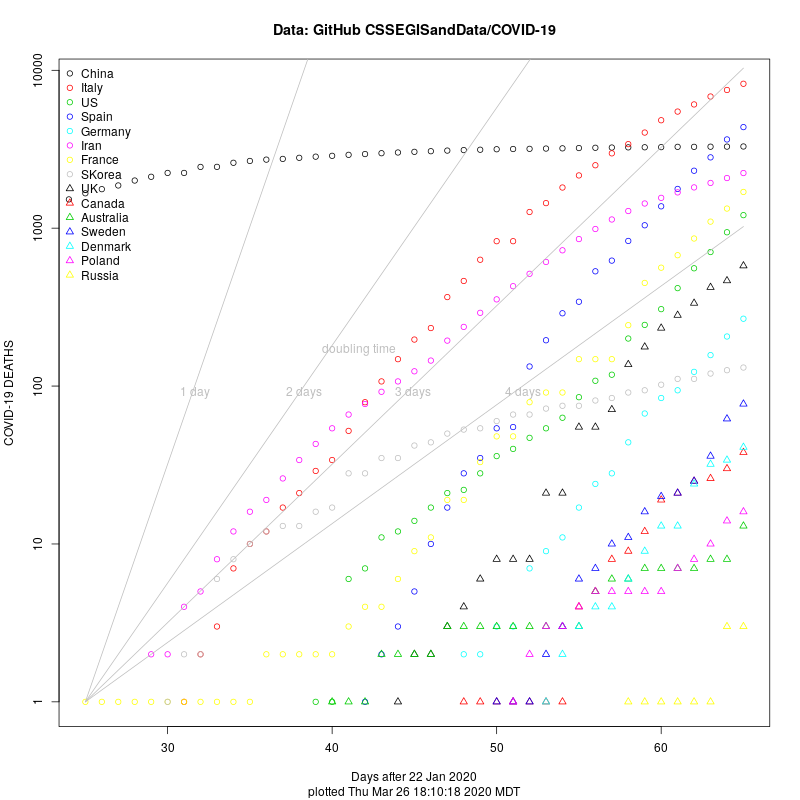 Data: GitHub CSSEGISandData/COVID-19
COVID-19 DEATHS
10000
1000
100
10
1
China
Italy
US
Spain
Germany
Iran
France
SKorea
UK
Canada
Australia
Sweden
Denmark
Poland
Russia
doubling time
1 day
2 days
3 days
4 days
30
40
50
60
Days after 22 Jan 2020
plotted Thu Mar 26 18:10:18 2020 MDT